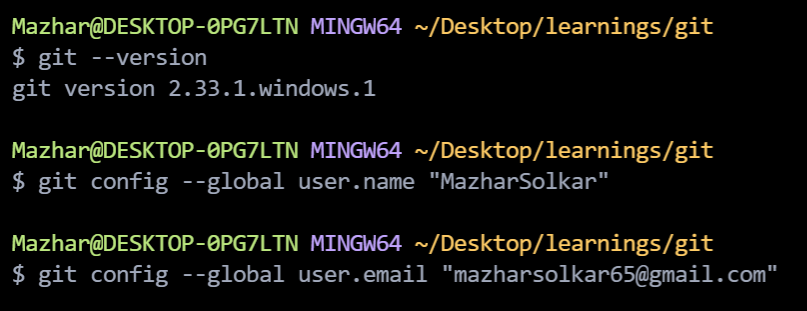 Mazhar@DESKTOP-0PG7LTN MINGW64 ~/Desktop/learnings/git
$ git --version
git version 2.33.1.windows.1
Mazhar@DESKTOP-0PG7LTN MINGW64 ~/Desktop/learnings/git
$ git config --global user.name "MazharSolkar"
Mazhar@DESKTOP-0PG7LTN MINGW64 ~/Desktop/learnings/git
$ git config --global user.email "mazharsolkar65@gmail.com"